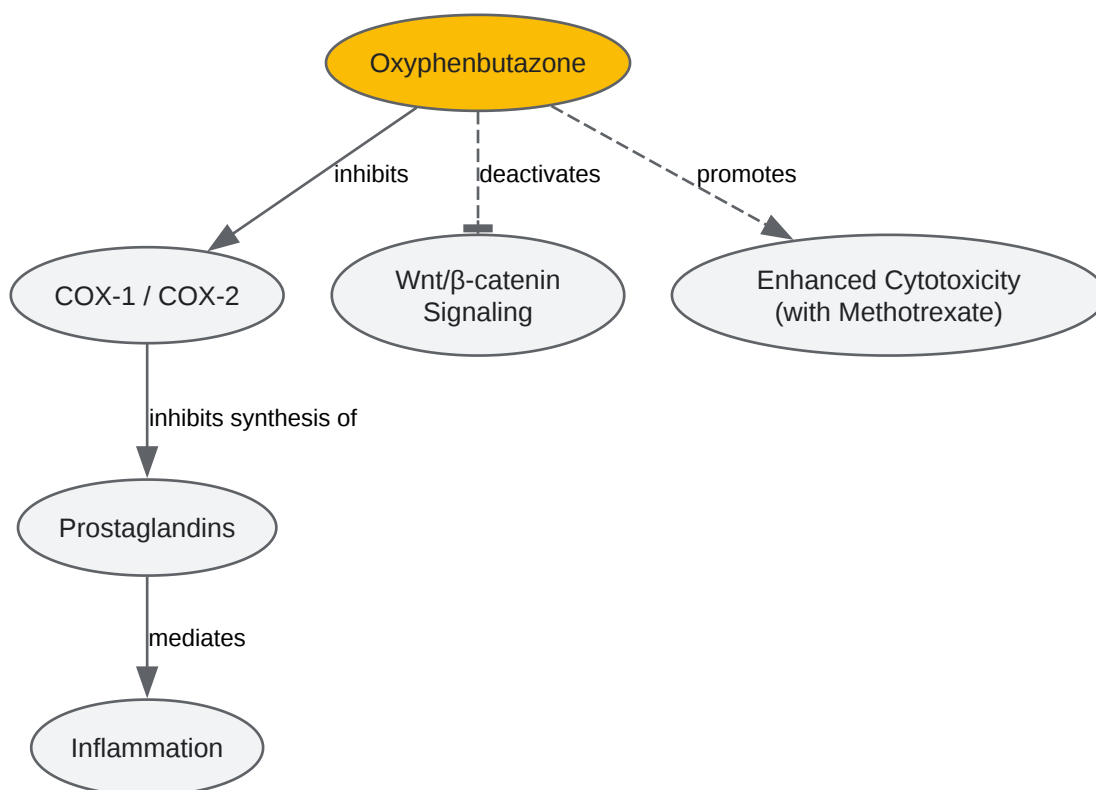 Oxyphenbutazone
inhibits
deactivates
promotes
COX-1 / COX-2
Wnt/β-catenin
Signaling
Enhanced Cytotoxicity
(with Methotrexate)
inhibits synthesis of
Prostaglandins
mediates
Inflammation